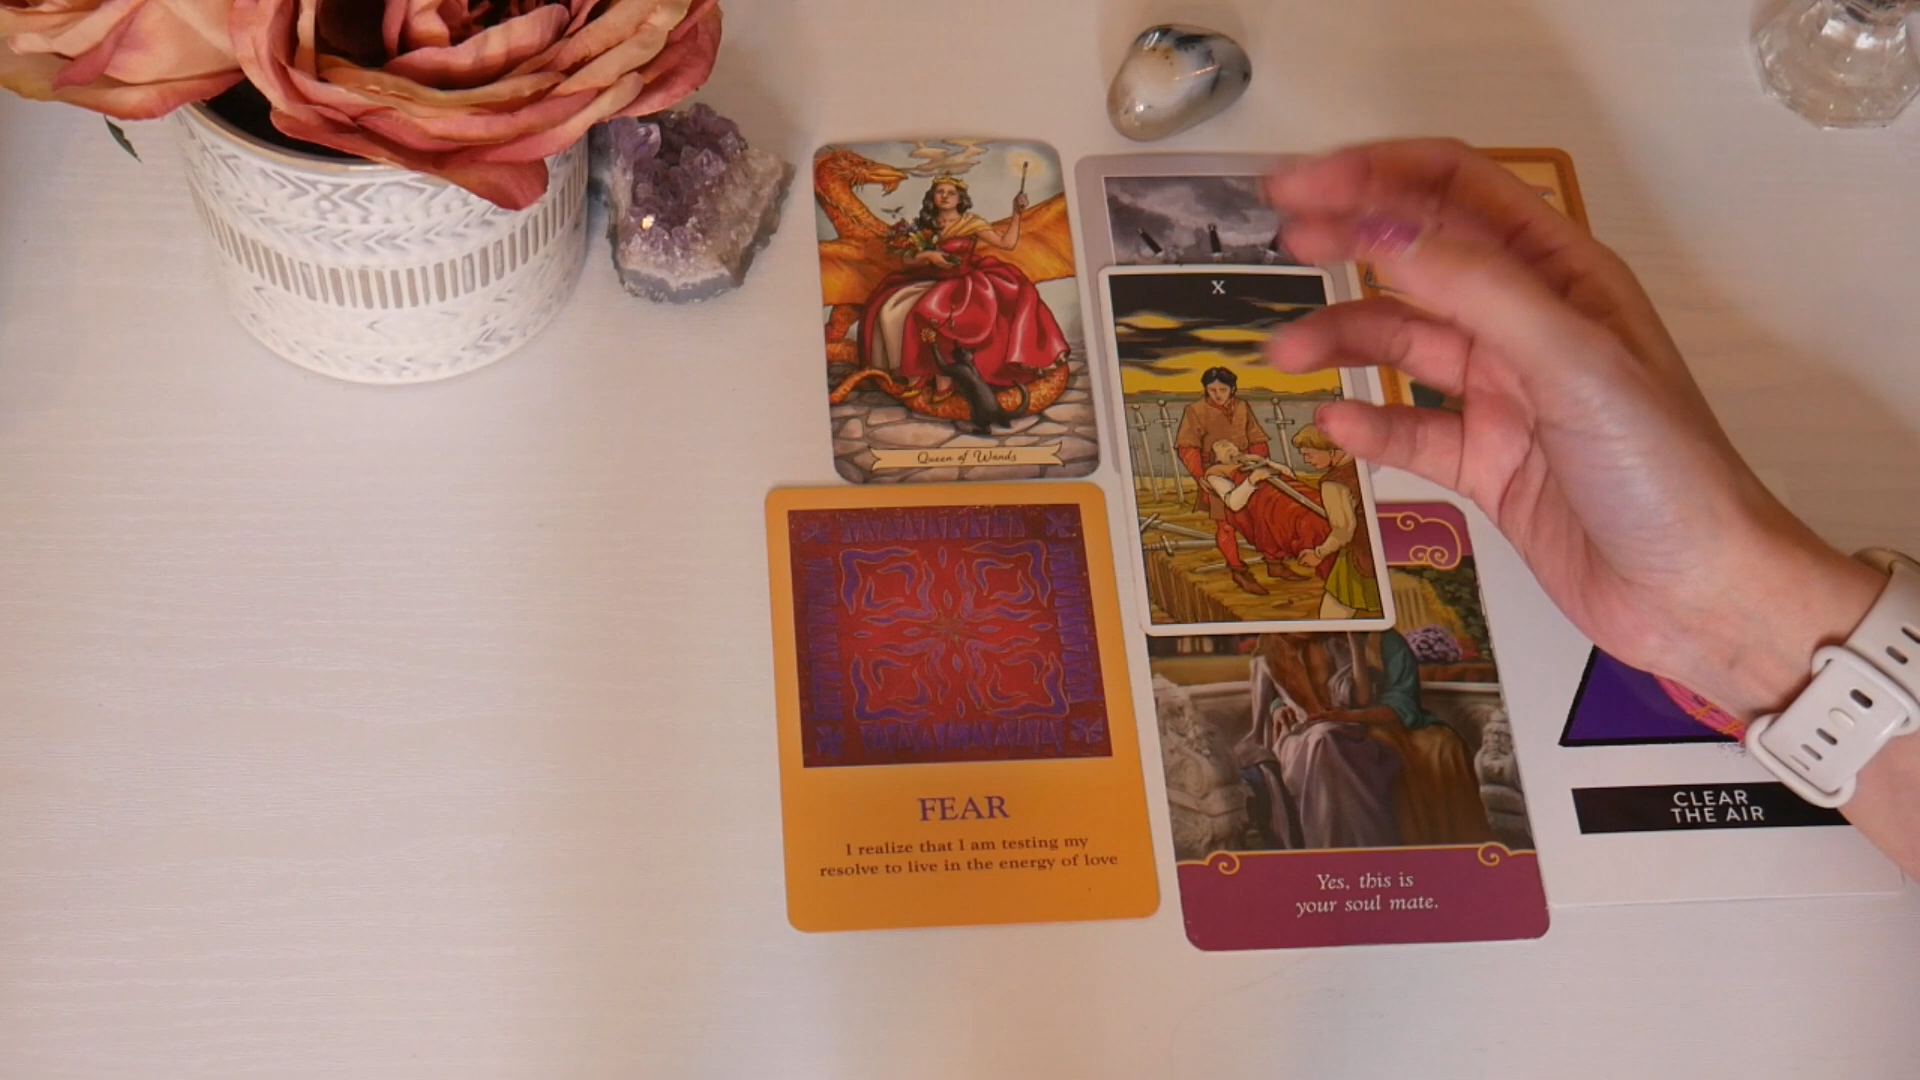 X
Queen of Wands
FEAR
I realize that I am testing my
resolve to live in the energy of love
Yes, this is
your soul mate.
CLEAR
THE AIR